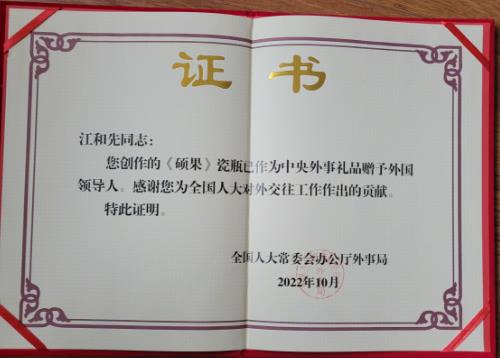 证书
江和先同志：
您创作的《硕果》瓷瓶已作为中央外事礼品赠予外国
领导人。感谢您为全国人大对外交往工作作出的贡献。
特此证明。
全国人大常委会办公厅外事局
2022年10月